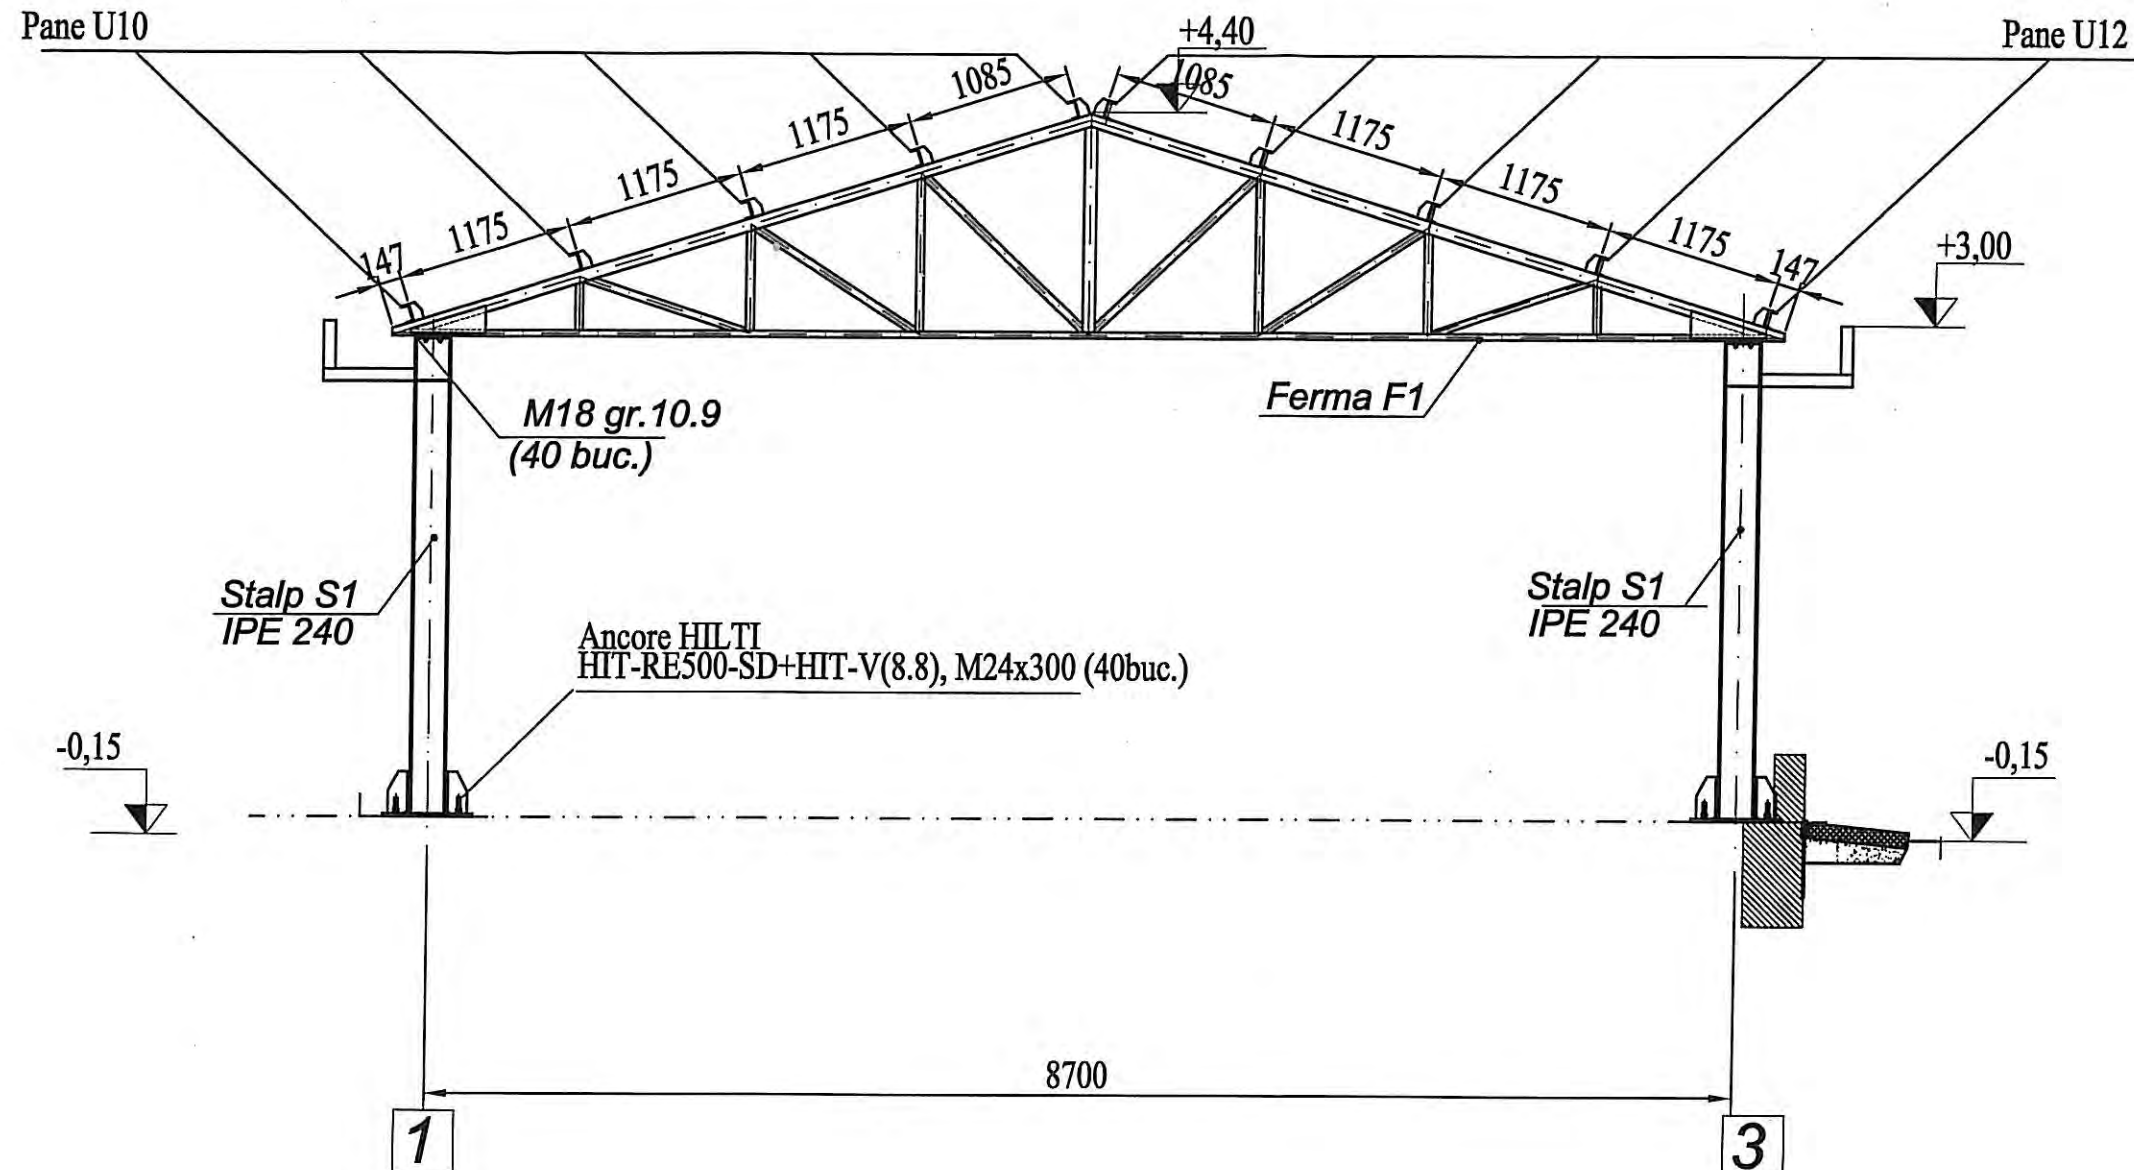 Pane U10
+4,40
Pane U12
1085
1085
1175
1175
1175
1175
1175
1175
147
147
+3,00
M18 gr.10.9
(40 buc.)
Ferma F1
Stalp S1
IPE 240
Stalp S1
IPE 240
Ancore HILTI
HIT-RE500-SD+HIT-V(8.8), M24x300 (40buc.)
-0,15
-0,15
8700
1
3